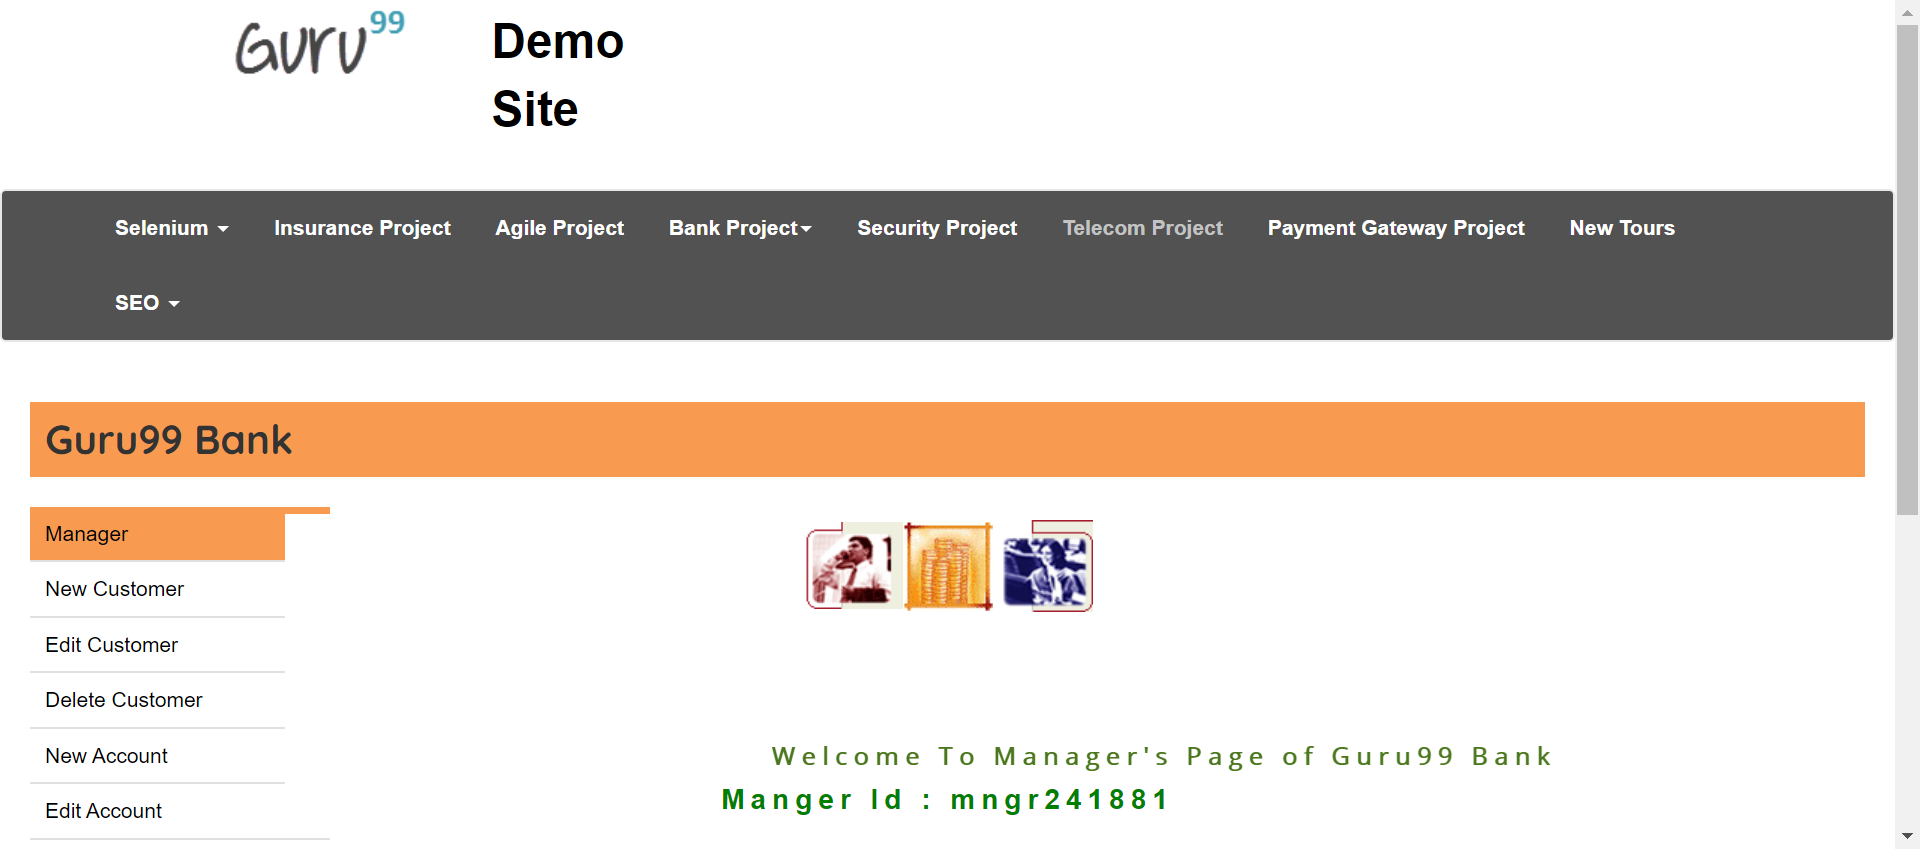 Guru99
Demo
Site
Selenium
Insurance Project
Agile Project
Bank Project
Security Project
Telecom Project
Payment Gateway Project
New Tours
SEO
Guru99 Bank
Manager
New Customer
Edit Customer
Delete Customer
New Account
Edit Account
Welcome To Manager's Page of Guru99 Bank
Manger Id : mngr241881